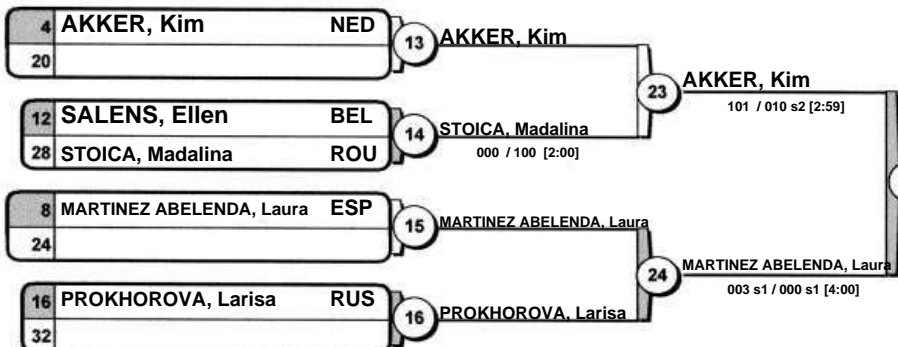 4 AKKER, Kim NED
20
13 AKKER, Kim
12 SALENS, Ellen BEL
28 STOICA, Madalina ROU
14 STOICA, Madalina
000 / 100 [2:00]
23 AKKER, Kim
101 / 010 s2 [2:59]
8 MARTINEZ ABELENDA, Laura ESP
24
15 MARTINEZ ABELENDA, Laura
16 PROKHOROVA, Larisa RUS
32
16 PROKHOROVA, Larisa
24 MARTINEZ ABELENDA, Laura
003 s1 / 000 s1 [4:00]